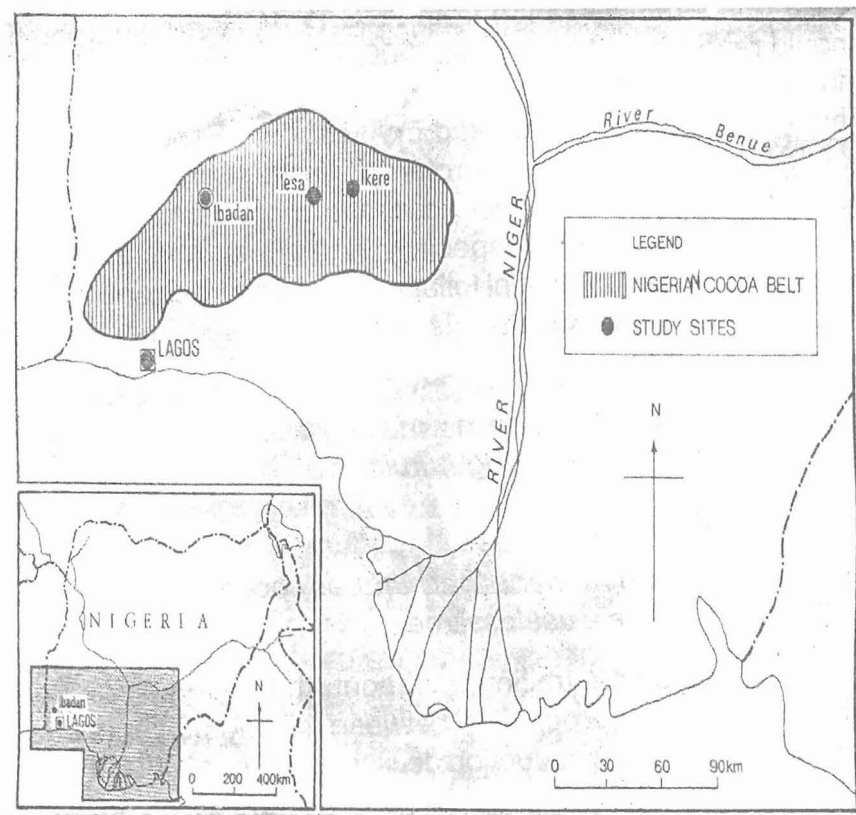 River
Benue
Ilesa
Ikere
Ibadan
RIVER NIGER
LEGEND
NIGERIAN COCOA BELT
STUDY SITES
LAGOS
N
NIGERIA
Ibadan
LAGOS
N
0 200 400km
0 30 60 90km